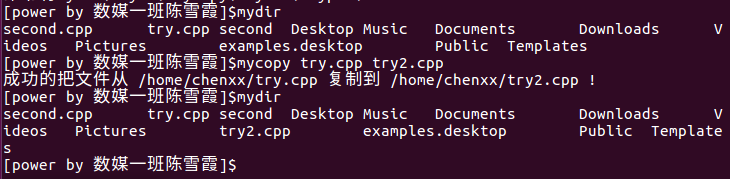 [power by 数媒一班陈雪霞]$mydir
second.cpp try.cpp second Desktop Music Documents Downloads V
ideos Pictures examples.desktop Public Templates
[power by 数媒一班陈雪霞]$mycopy try.cpp try2.cpp
成功的把文件从 /home/chenxx/try.cpp 复制到 /home/chenxx/try2.cpp !
[power by 数媒一班陈雪霞]$mydir
second.cpp try.cpp second Desktop Music Documents Downloads V
ideos Pictures try2.cpp examples.desktop Public Template
s
[power by 数媒一班陈雪霞]$